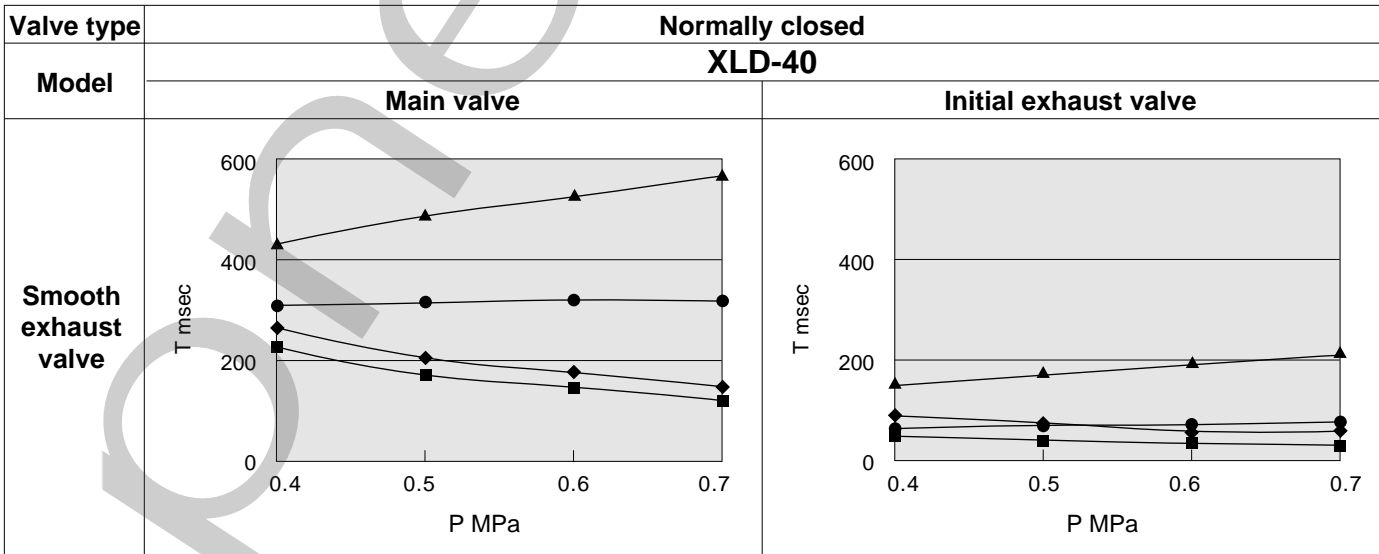 Valve type
Normally closed
Model
XLD-40
Main valve
Initial exhaust valve
Smooth
exhaust
valve
600
400
200
0
T msec
0.4 0.5 0.6 0.7
P MPa
600
400
200
0
T msec
0.4 0.5 0.6 0.7
P MPa